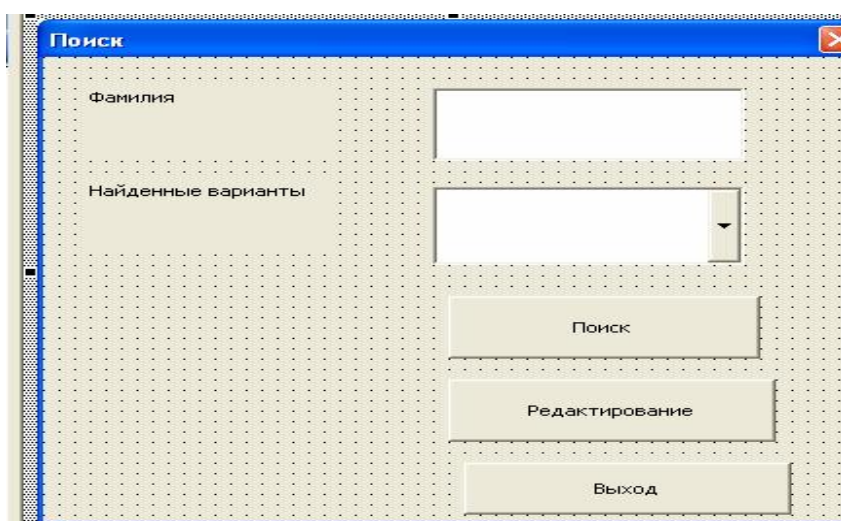 Поиск
Фамилия
Найденные варианты
Поиск
Редактирование
Выход